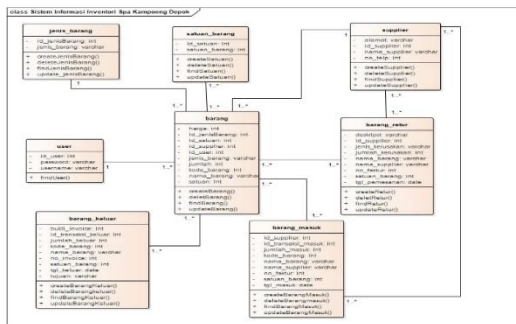 class Sistem Informasi Inventori Spa Kampoeng Depok
jenis_barang
- id_jenisBarang: int
- jenis_barang: varchar
+ createJenisBarang()
+ deleteJenisBarang()
+ findJenisBarang()
+ update_jenisBarang()
satuan_barang
- id_satuan: int
- satuan_barang: int
+ createSatuan()
+ deleteSatuan()
+ findSatuan()
+ updateSatuan()
supplier
- alamat: varchar
- id_supplier: int
- nama_supplier: varchar
- no_telp: int
+ createSupplier()
+ deleteSupplier()
+ findSupplier()
+ updateSupplier()
user
- id_user: int
- password: varchar
- username: varchar
+ findUser()
barang
- harga: int
- id_jenisBarang: int
- id_satuan: int
- id_supplier: int
- id_user: int
- jenis_barang: varchar
- jumlah: int
- kode_barang: int
- nama_barang: varchar
- satuan: int
+ createBarang()
+ deletBarang()
+ findBarang()
+ updateBarang()
barang_retur
- deskripsi: varchar
- id_supplier: int
- jenis_kerusakan: varchar
- jumlah_kerusakan: int
- nama_barang: varchar
- nama_supplier: varchar
- no_faktur: int
- satuan_barang: int
- tgl_pemesanan: date
+ createRetur()
+ deletRetur()
+ findRetur()
+ updateRetur()
barang_keluar
- bukti_invoice: int
- id_transaksi_keluar: int
- jumlah_keluar: int
- kode_barang: int
- nama_barang: varchar
- no_invoice: int
- satuan_barang: int
- tgl_keluar: date
- tujuan: varchar
+ createBarangKeluar()
+ deleteBarangKeluar()
+ findBarangKeluar()
+ updateBarangKeluar()
barang_masuk
- id_supplier: int
- id_transaksi_masuk: int
- jumlah_masuk: int
- kode_barang: int
- nama_barang: varchar
- nama_supplier: varchar
- no_faktur: int
- satuan_barang: int
- tgl_masuk: date
+ createBarangMasuk()
+ deleteBarangMasuk()
+ findBarangMasuk()
+ updateBarangMasuk()